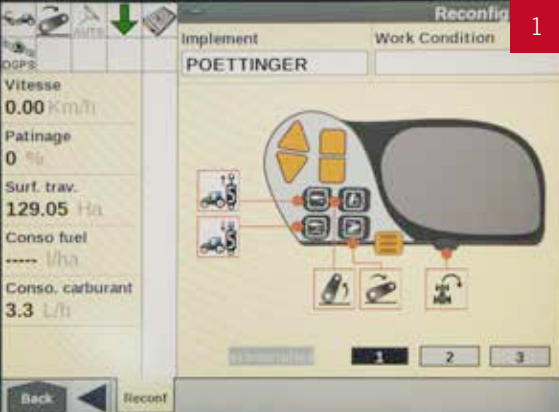 Reconfig
1
AUTO
DGPS
Implement
Work Condition
POETTINGER
Vitesse
0.00 Km/h
Patinage
0 %
Surf. trav.
129.05 Ha
Conso fuel
----- l/ha
Conso. carburant
3.3 L/h
1
2
3
Back
Reconf